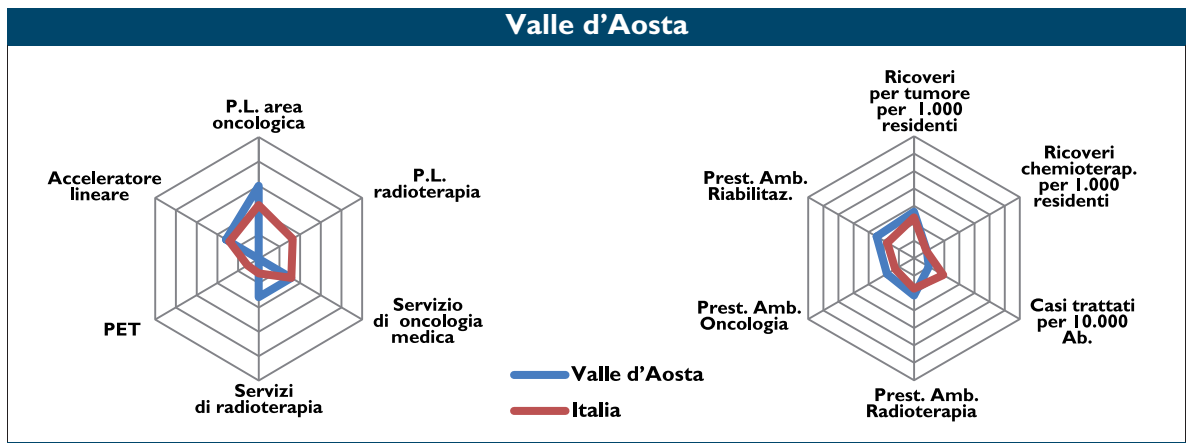 Valle d'Aosta
P.L. area
oncologica
P.L.
radioterapia
Servizio
di oncologia
medica
Servizi
di radioterapia
PET
Acceleratore
lineare
Ricoveri
per tumore
per 1.000
residenti
Ricoveri
chemioterap.
per 1.000
residenti
Casi trattati
per 10.000
Ab.
Prest. Amb.
Radioterapia
Prest. Amb.
Oncologia
Prest. Amb.
Riabilitaz.
Valle d'Aosta
Italia